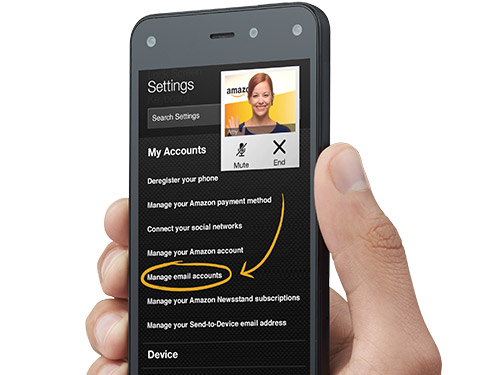 Settings
amazo
Search Settings
Amy
Mute
End
My Accounts
Deregister your phone
Manage your Amazon payment method
Connect your social networks
Manage your Amazon account
Manage email accounts
Manage your Amazon Newsstand subscriptions
Manage your Send-to-Device email address
Device